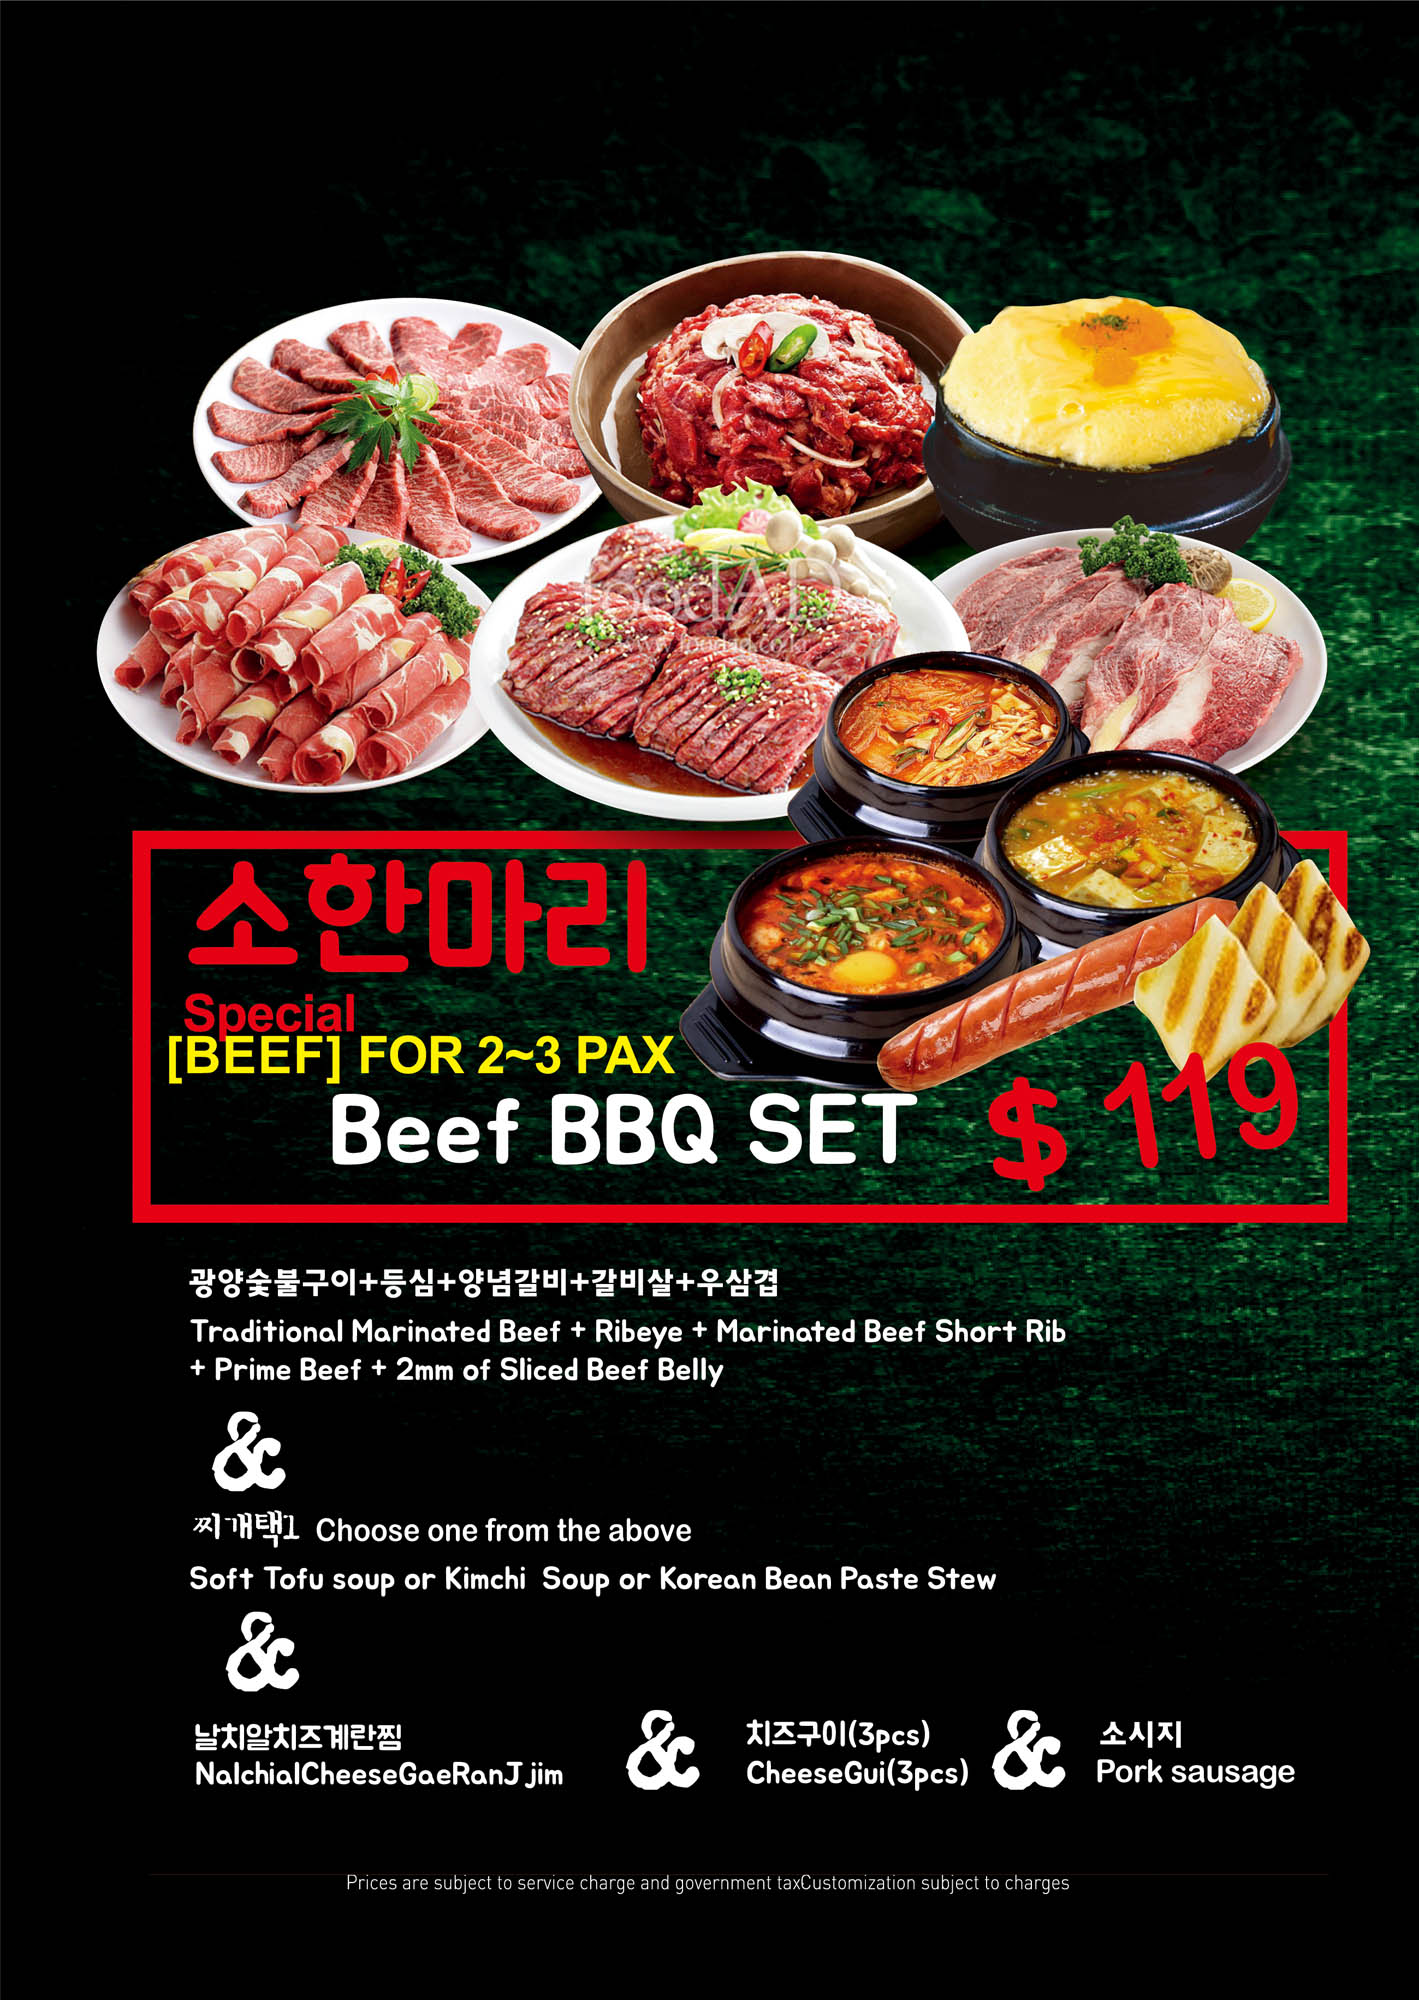 foodAD
소한마리
Special
[BEEF] FOR 2~3 PAX
Beef BBQ SET $ 119
광양숯불구이+등심+양념갈비+갈비살+우삼겹
Traditional Marinated Beef + Ribeye + Marinated Beef Short Rib
+ Prime Beef + 2mm of Sliced Beef Belly
&
찌개택1 Choose one from the above
Soft Tofu soup or Kimchi Soup or Korean Bean Paste Stew
&
날치알치즈계란찜 & 치즈구이(3pcs) & 소시지
NalchialCheeseGaeRanJjim CheeseGui(3pcs) Pork sausage
Prices are subject to service charge and government taxCustomization subject to charges